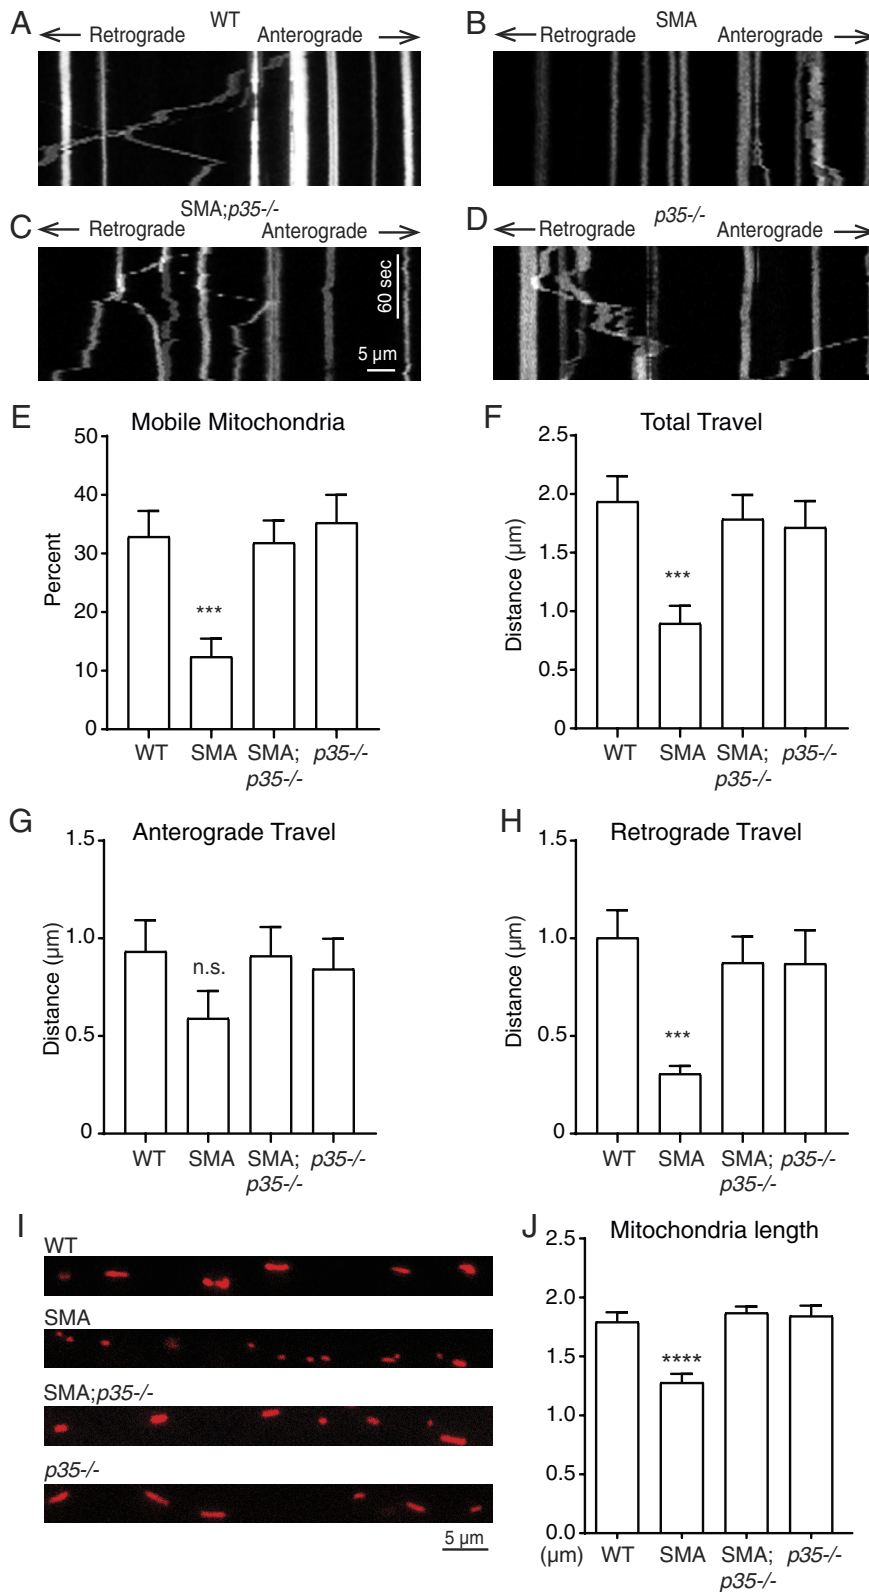 A WT
Retrograde Anterograde
B SMA
Retrograde Anterograde
C SMA;p35-/-
Retrograde Anterograde
60 sec
5 µm
D p35-/-
Retrograde Anterograde
E Mobile Mitochondria
Percent
50
40
30
20
10
0
***
WT SMA SMA; p35-/-
p35-/-
F Total Travel
Distance (µm)
2.5
2.0
1.5
1.0
0.5
0
***
WT SMA SMA; p35-/-
p35-/-
G Anterograde Travel
Distance (µm)
1.5
1.0
0.5
0
n.s.
WT SMA SMA; p35-/-
p35-/-
H Retrograde Travel
Distance (µm)
1.5
1.0
0.5
0
***
WT SMA SMA; p35-/-
p35-/-
I
WT
SMA
SMA;p35-/-
p35-/-
5 µm
J Mitochondria length
2.5
2.0
1.5
1.0
0.5
0
****
(µm) WT SMA SMA; p35-/-
p35-/-